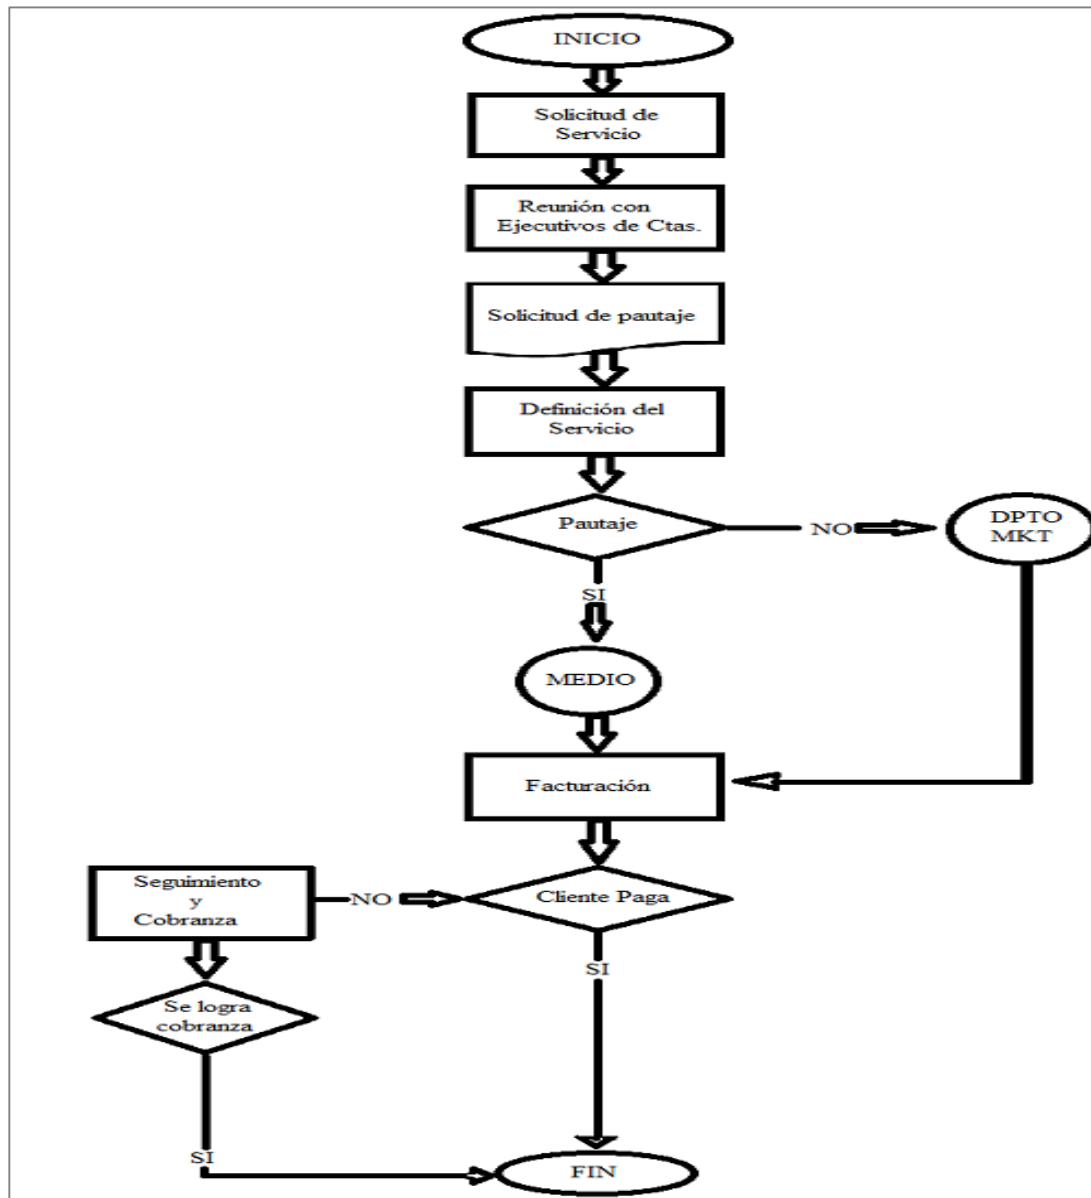 INICIO
Solicitud de
Servicio
Reunión con
Ejecutivos de Ctas.
Solicitud de pautaje
Definición del
Servicio
Pautaje
NO
DPTO
MKT
SI
MEDIO
Facturación
Seguimiento
y
Cobranza
NO
Cliente Paga
SI
Se logra
cobranza
SI
FIN